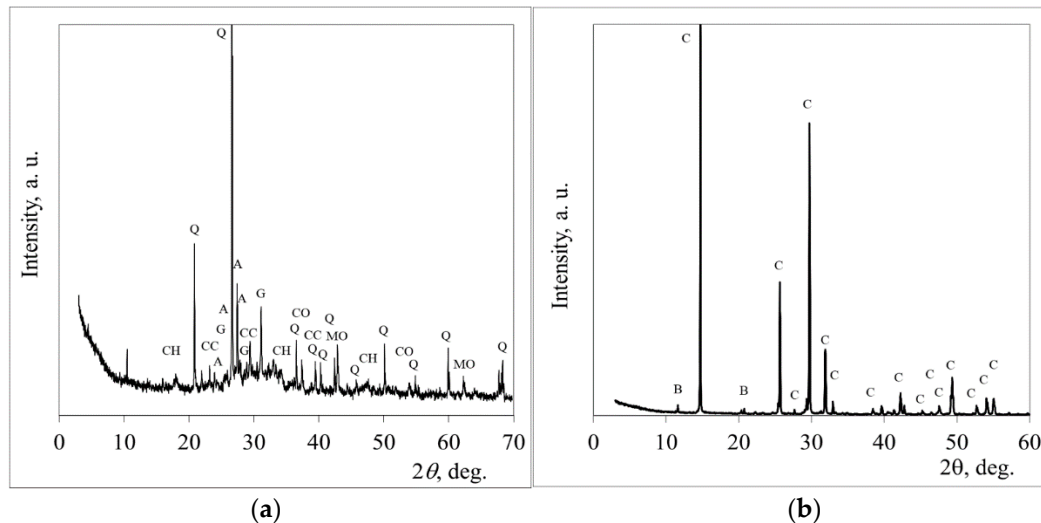 Intensity, a. u.
Q
Q
A
A
A
G
CC
A
G
CC
G
CH
CO
Q
CC
Q
Q
Q
MO
CH
Q
Q
CO
Q
Q
MO
Q
CH
0 10 20 30 40 50 60 70
2θ, deg.
(a)
Intensity, a. u.
C
C
C
C
B
B
C
C
C
C
C
C
C
C
C
C
C
0 10 20 30 40 50 60
2θ, deg.
(b)